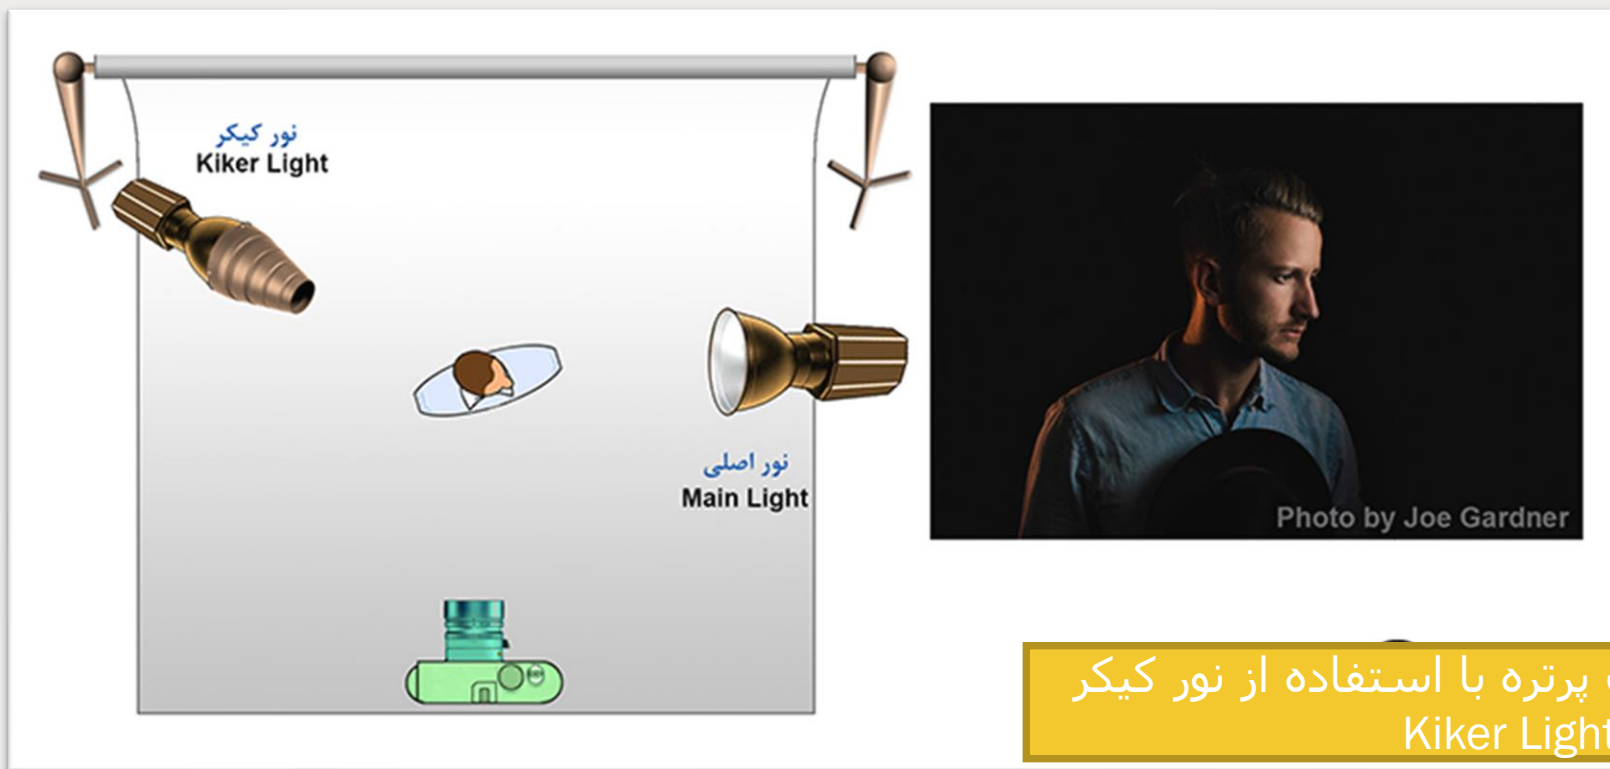 نور کیکر
Kiker Light
نور اصلی
Main Light
Photo by Joe Gardner
پرتره با استفاده از نور کیکر
Kiker Light